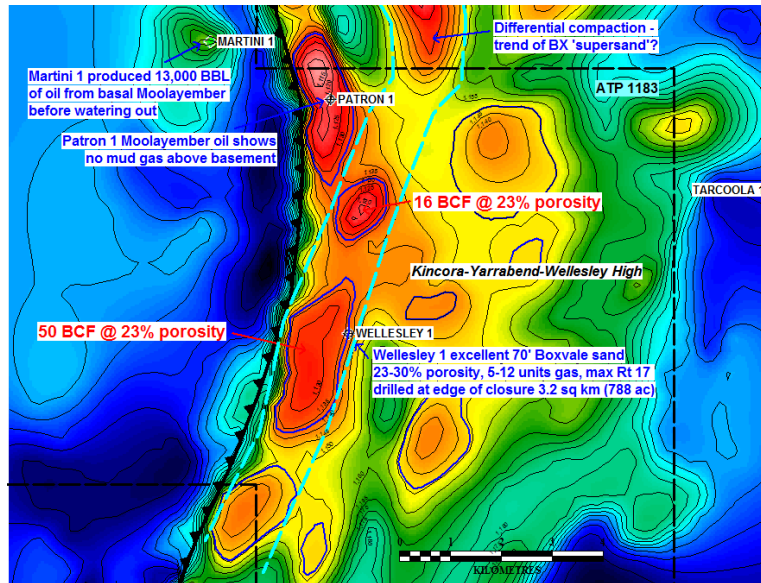 MARTINI 1
Differential compaction -
trend of BX 'supersand'?
Martini 1 produced 13,000 BBL
of oil from basal Moolayember
before watering out
ATP 1183
PATRON 1
Patron 1 Moolayember oil shows
no mud gas above basement
TARCOOLA 1
16 BCF @ 23% porosity
Kincora-Yarrabend-Wellesley High
50 BCF @ 23% porosity
WELLESLEY 1
Wellesley 1 excellent 70' Boxvale sand
23-30% porosity, 5-12 units gas, max Rt 17
drilled at edge of closure 3.2 sq km (788 ac)
0 1 2 3
KILOMETRES